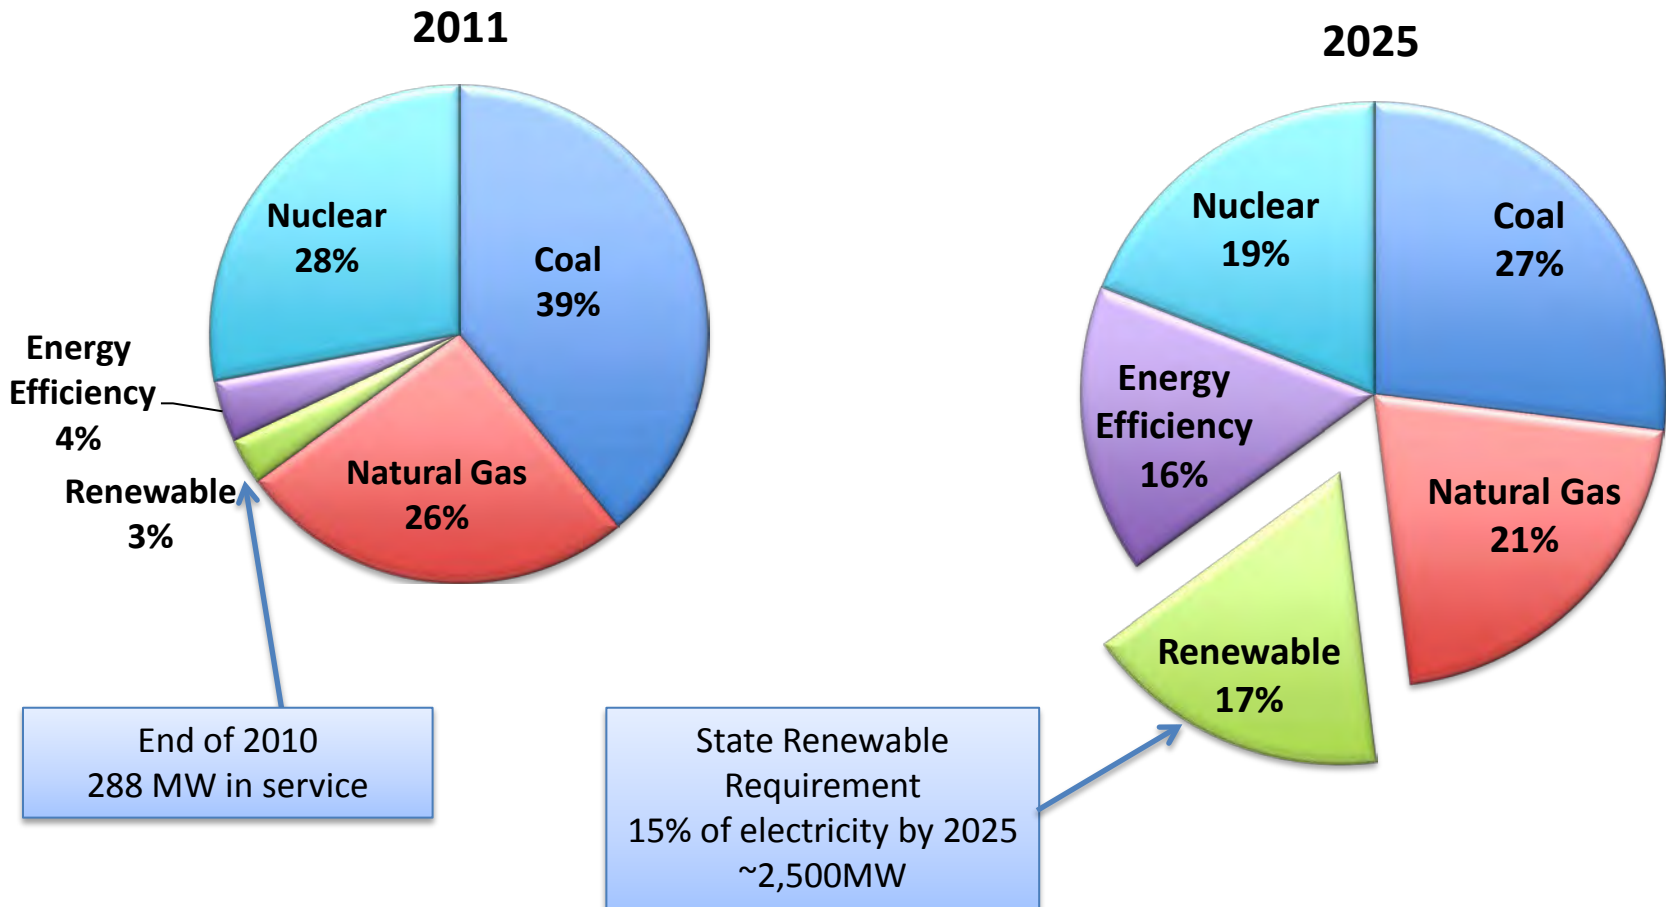 2011
Nuclear
28%
Coal
39%
Energy
Efficiency
4%
Renewable
3%
Natural Gas
26%
End of 2010
288 MW in service
2025
Nuclear
19%
Coal
27%
Energy
Efficiency
16%
Natural Gas
21%
Renewable
17%
State Renewable
Requirement
15% of electricity by 2025
~2,500MW